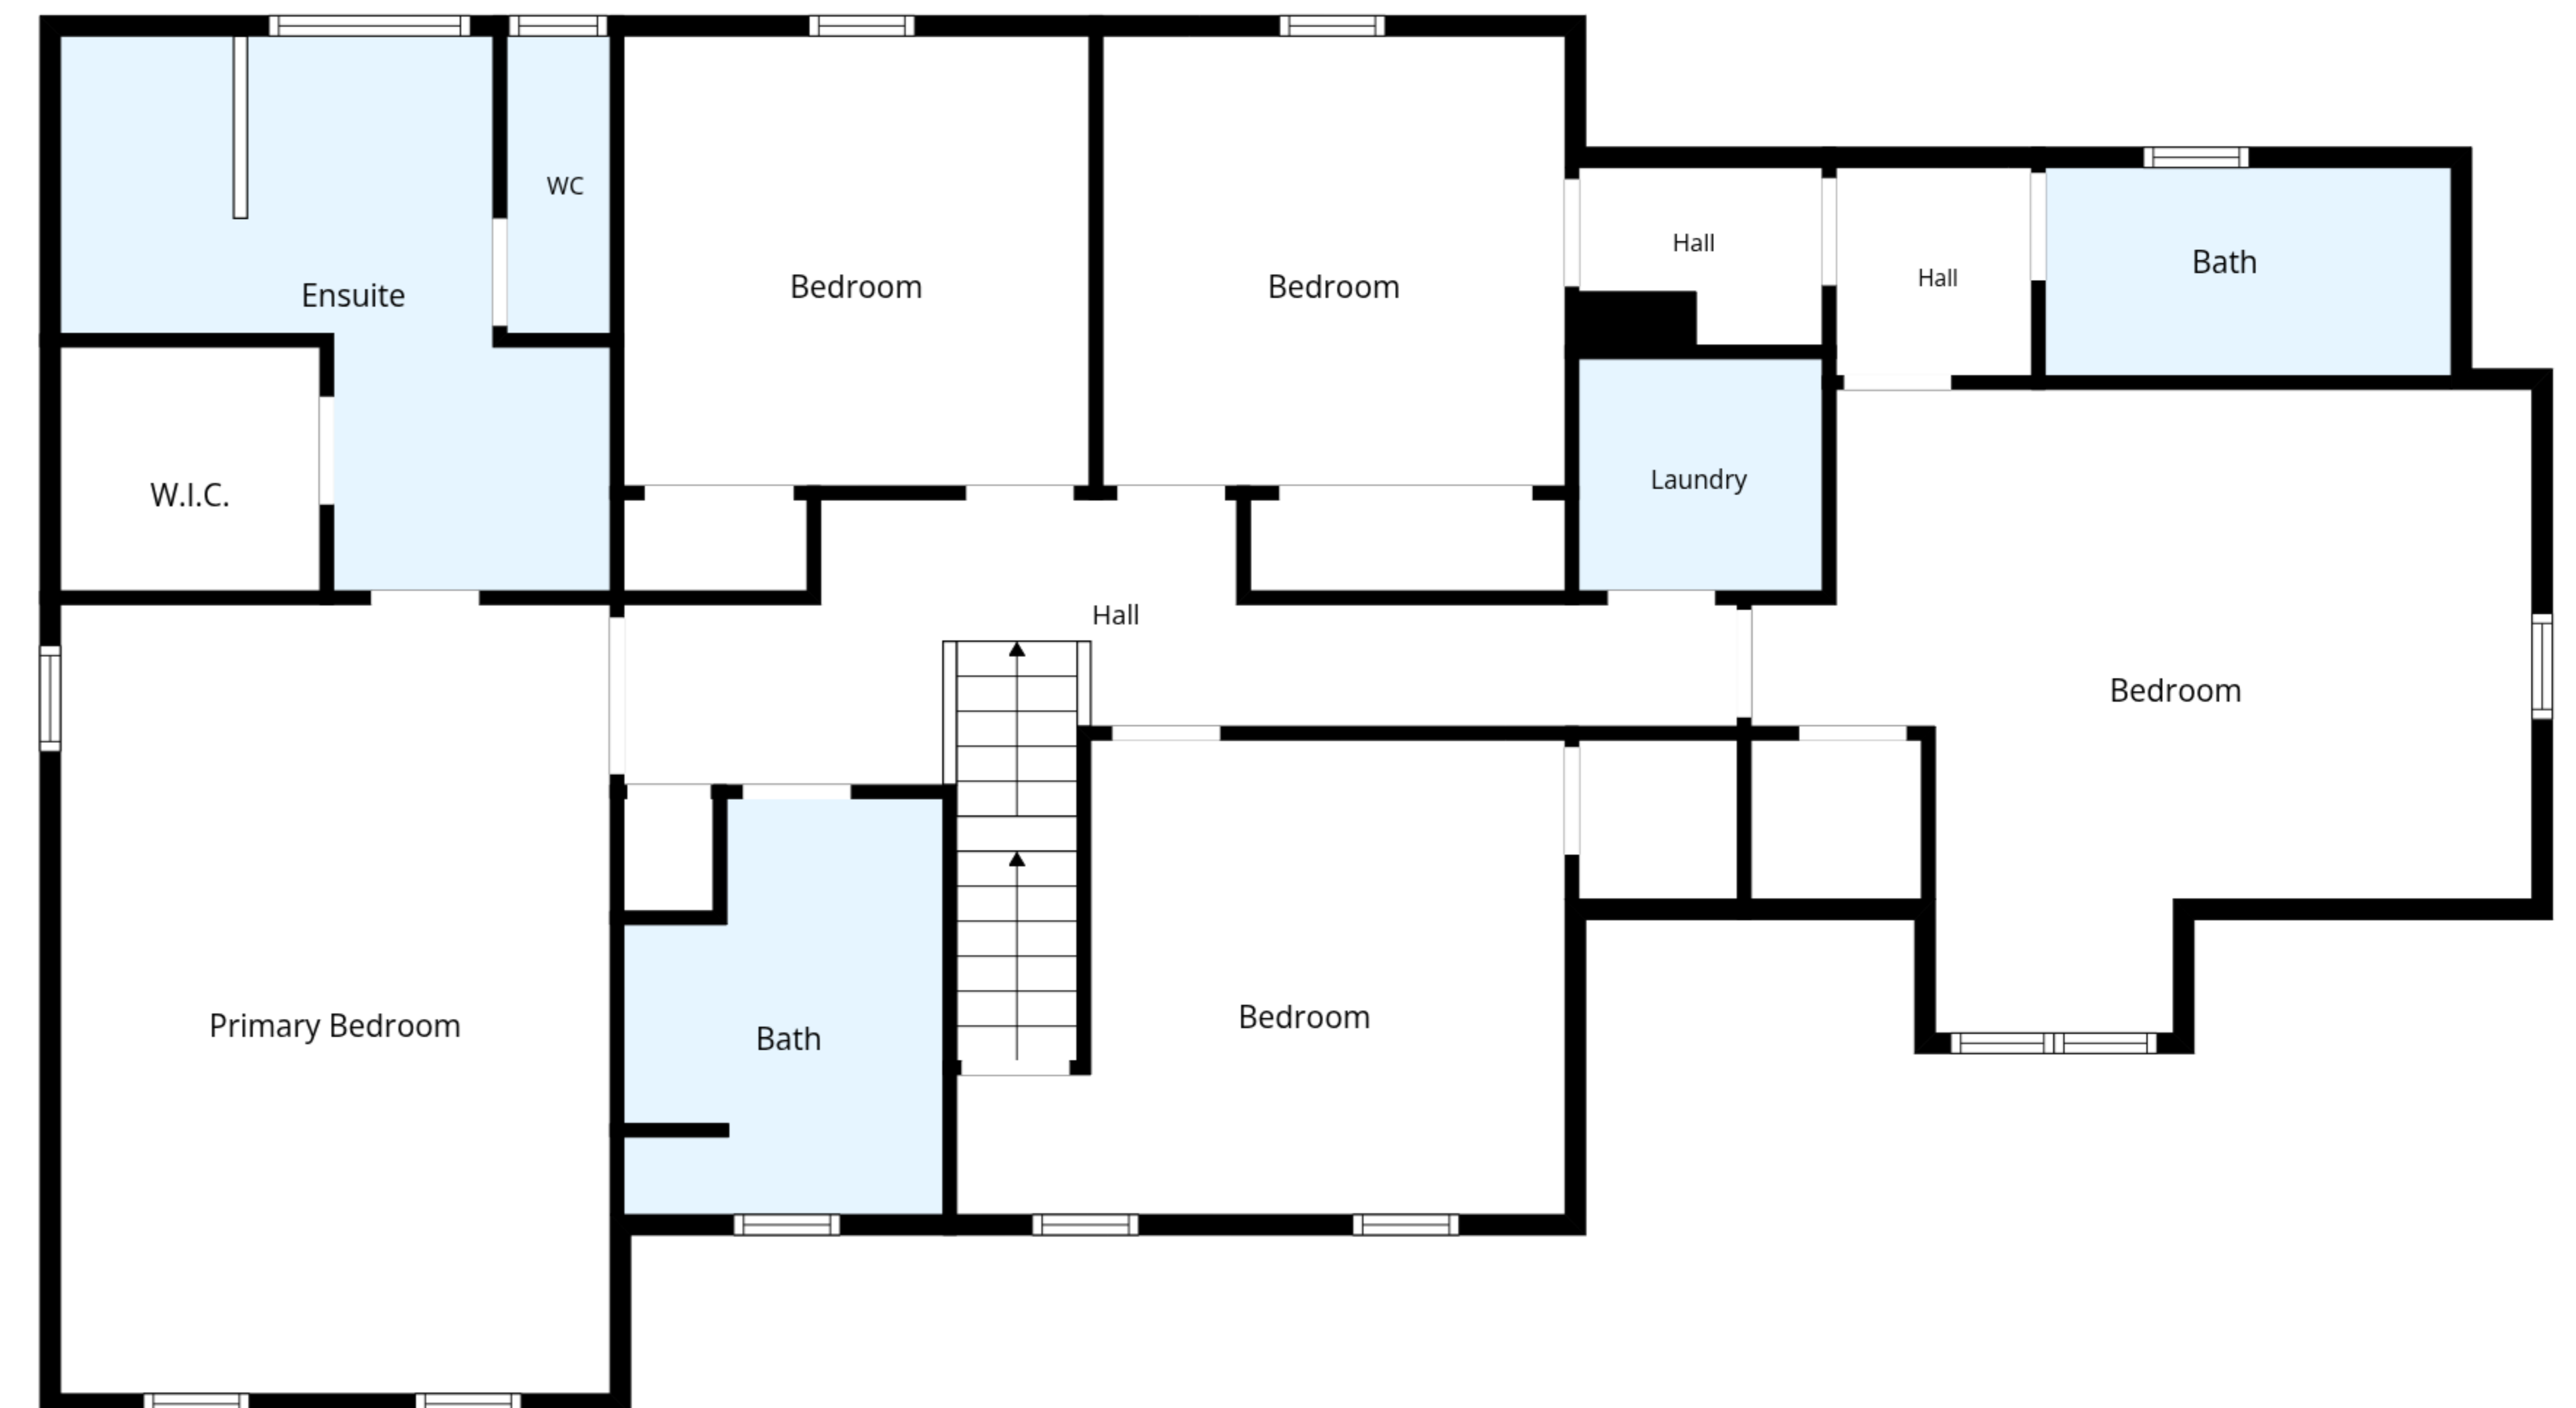 WC
Hall
Bath
Hall
Bedroom
Bedroom
Ensuite
Laundry
W.I.C.
Hall
Bedroom
Bedroom
Primary Bedroom
Bath